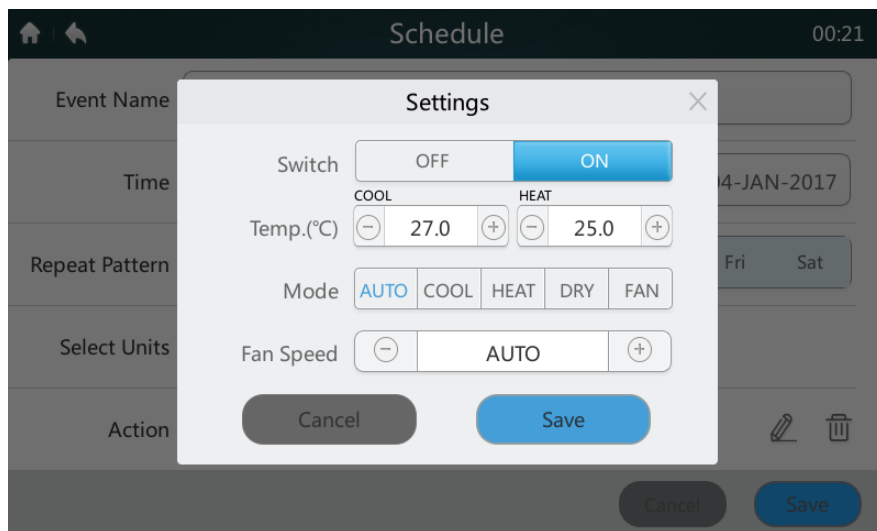 Schedule 00:21
Event Name
Settings
Switch OFF ON
COOL HEAT
Temp.(°C) 27.0 25.0
Mode AUTO COOL HEAT DRY FAN
Fan Speed AUTO
Cancel Save
Time 04-JAN-2017
Repeat Pattern Fri Sat
Select Units
Action
Cancel Save